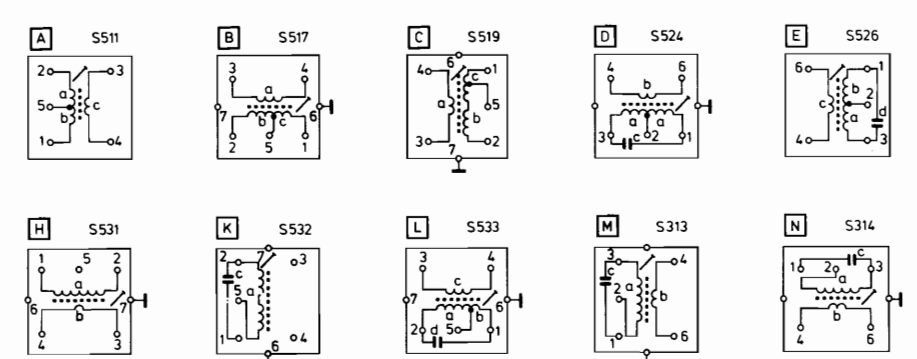 A S511
2 3
a
5 c
b
1 4
B S517
3 4
a
7 b c 6
2 5 1
C S519
6
4 1
c
a 5
b
3 2
7
D S524
4 6
b
a a
3 c 2 1
E S526
6 1
b
c 2
a d
4 3
H S531
1 5 2
a
6 b 7
4 3
K S532
2 7 3
c
5 a
1 4
6
L S533
3 4
c
7 a b 6
2 d 5 1
M S313
3 4
c
a b
2
1 6
N S314
c
1 2 3
a
b
4 6